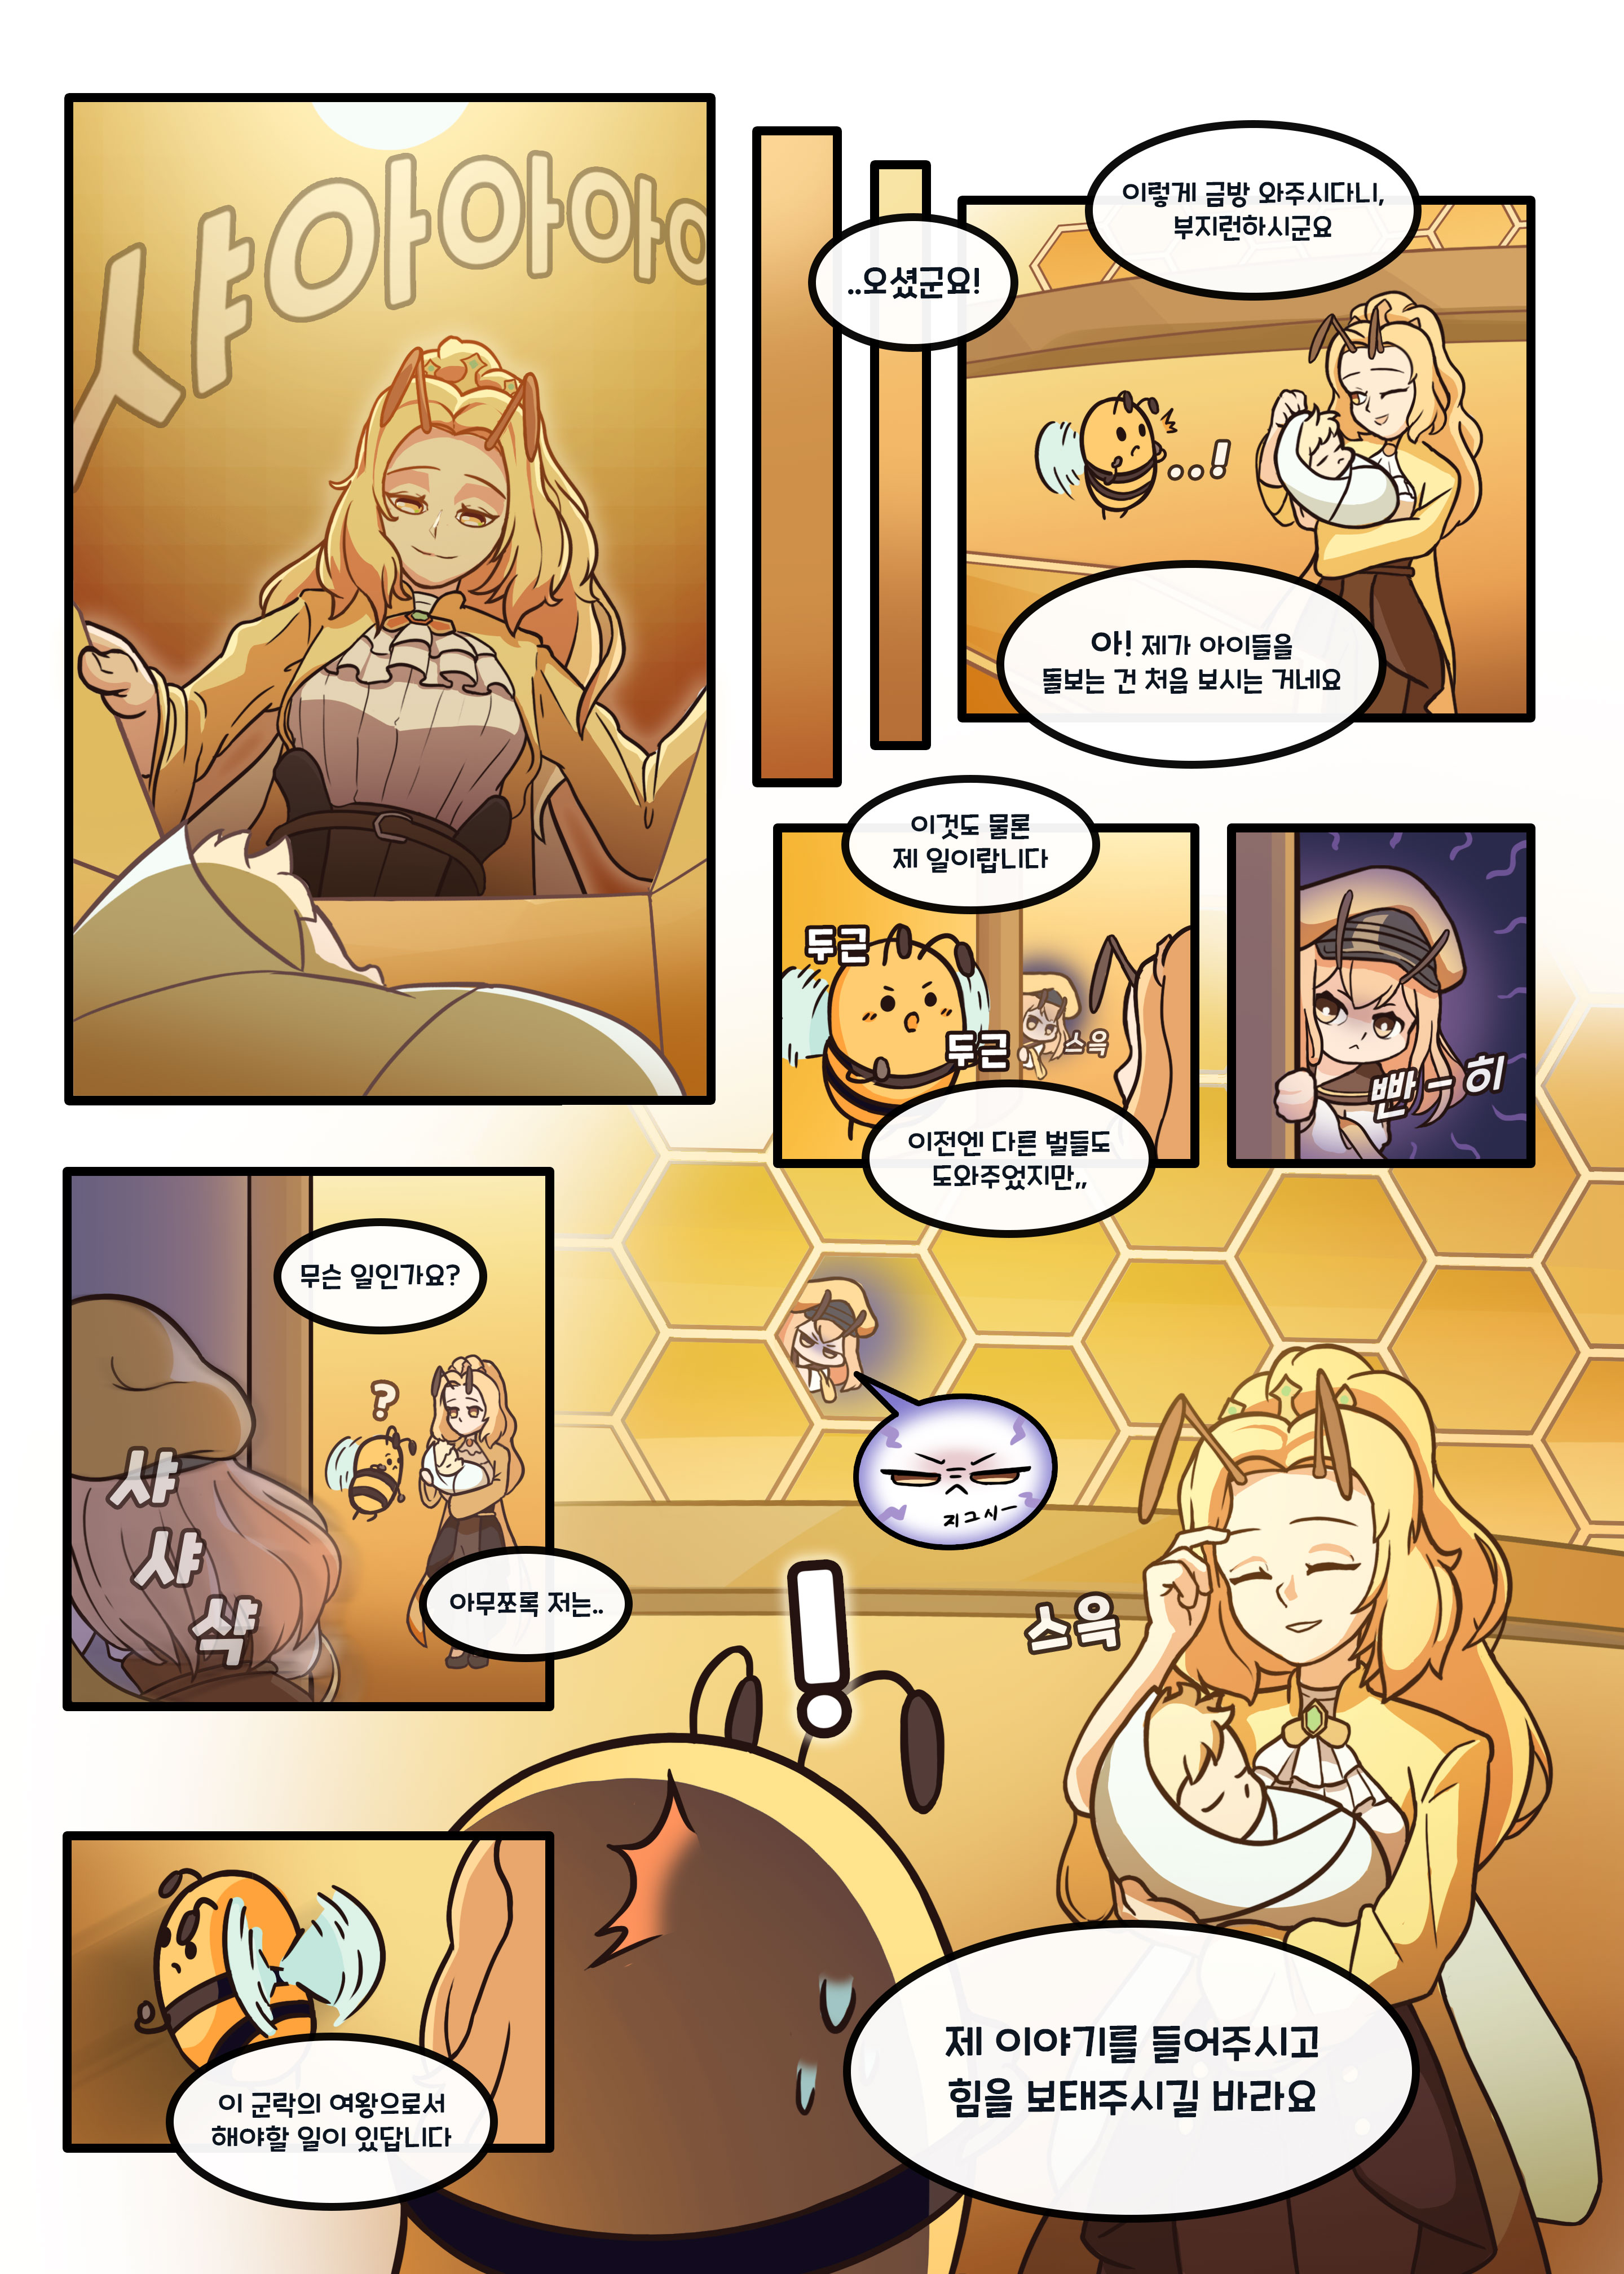 샤아아아아
..오셨군요!
이렇게 금방 와주시다니,
부지런하시군요
..!
아! 제가 아이들을
돌보는 건 처음 보시는 거네요
이것도 물론
제 일이랍니다
두근
두근
스윽
이전엔 다른 벌들도
도와주었지만,,
빤-히
무슨 일인가요?
?
샤
샤
샥
아무쪼록 저는..
지그시ㅡ
!
스윽
이 군락의 여왕으로서
해야할 일이 있답니다
제 이야기를 들어주시고
힘을 보태주시길 바라요